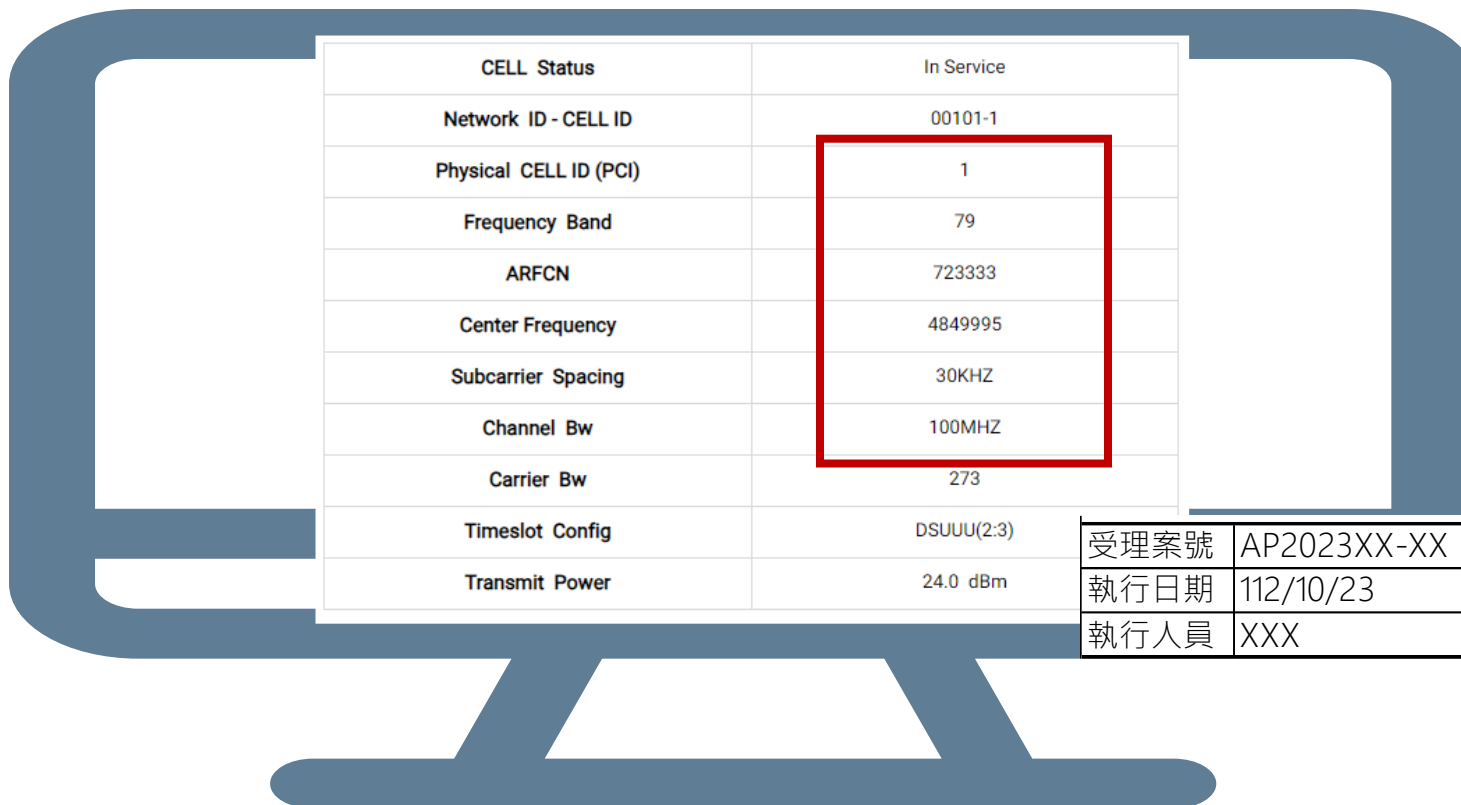 CELL Status In Service
Network ID - CELL ID 00101-1
Physical CELL ID (PCI) 1
Frequency Band 79
ARFCN 723333
Center Frequency 4849995
Subcarrier Spacing 30KHZ
Channel Bw 100MHZ
Carrier Bw 273
Timeslot Config DSUUU(2:3)
Transmit Power 24.0 dBm
受理案號 AP2023XX-XX
執行日期 112/10/23
執行人員 XXX